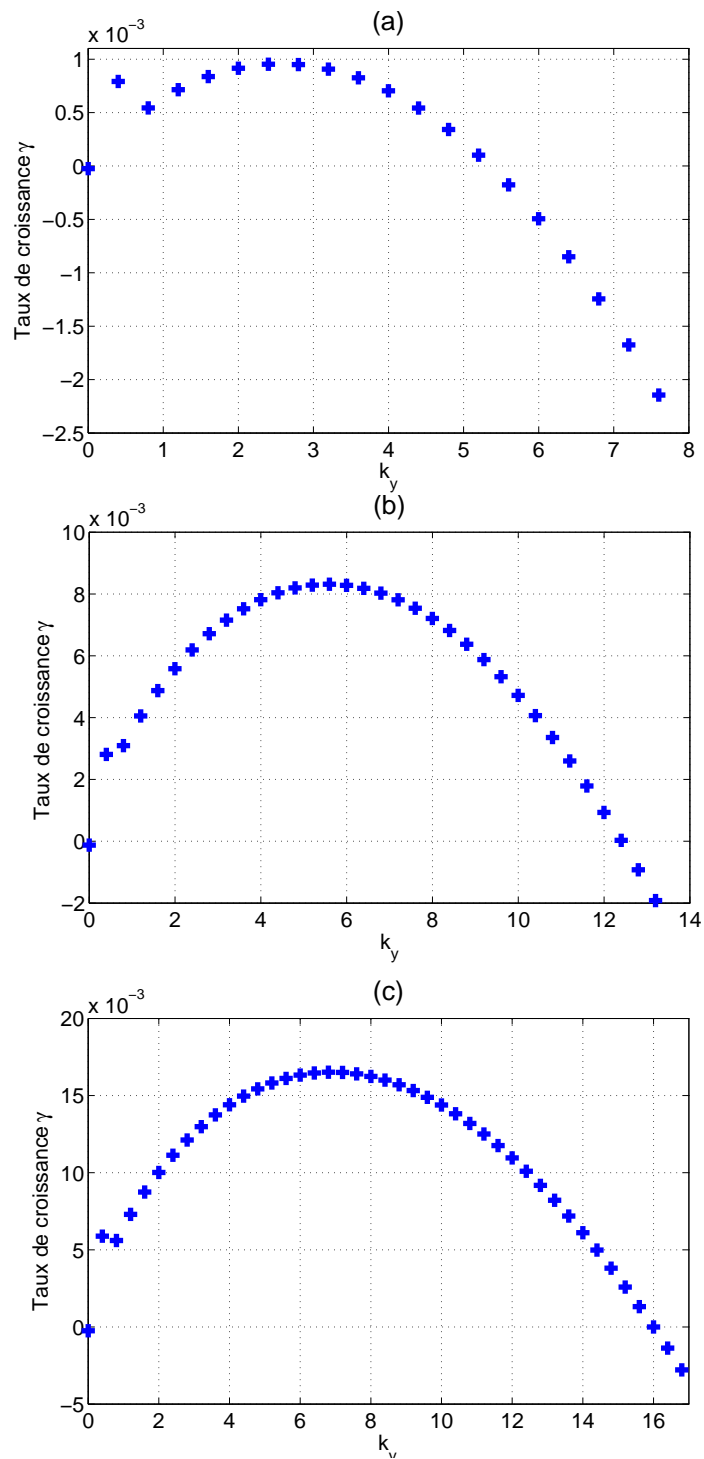 (a)
x 10⁻³
1
0.5
0
−0.5
−1
−1.5
−2
−2.5
Taux de croissance γ
0 1 2 3 4 5 6 7 8
k_y
(b)
x 10⁻³
10
8
6
4
2
0
−2
Taux de croissance γ
0 2 4 6 8 10 12 14
k_y
(c)
x 10⁻³
20
15
10
5
0
−5
Taux de croissance γ
0 2 4 6 8 10 12 14 16
k_y